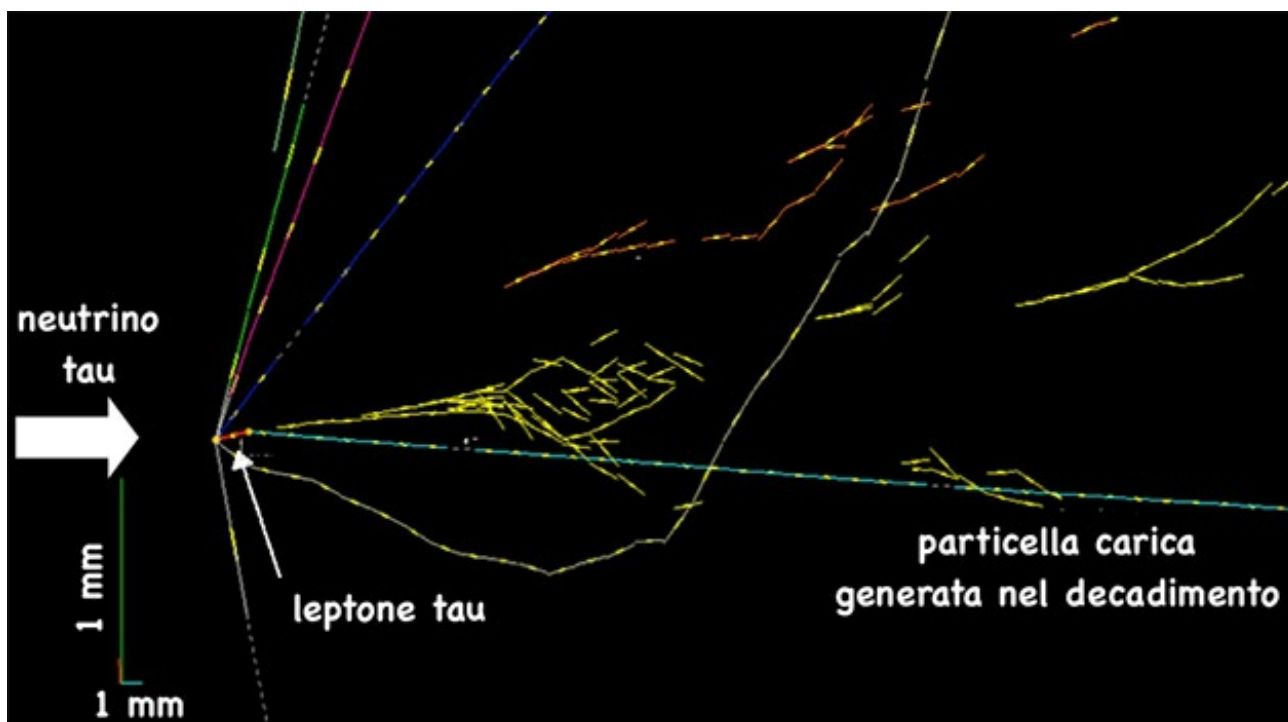 neutrino
tau
leptone tau
particella carica
generata nel decadimento
1 mm
1 mm